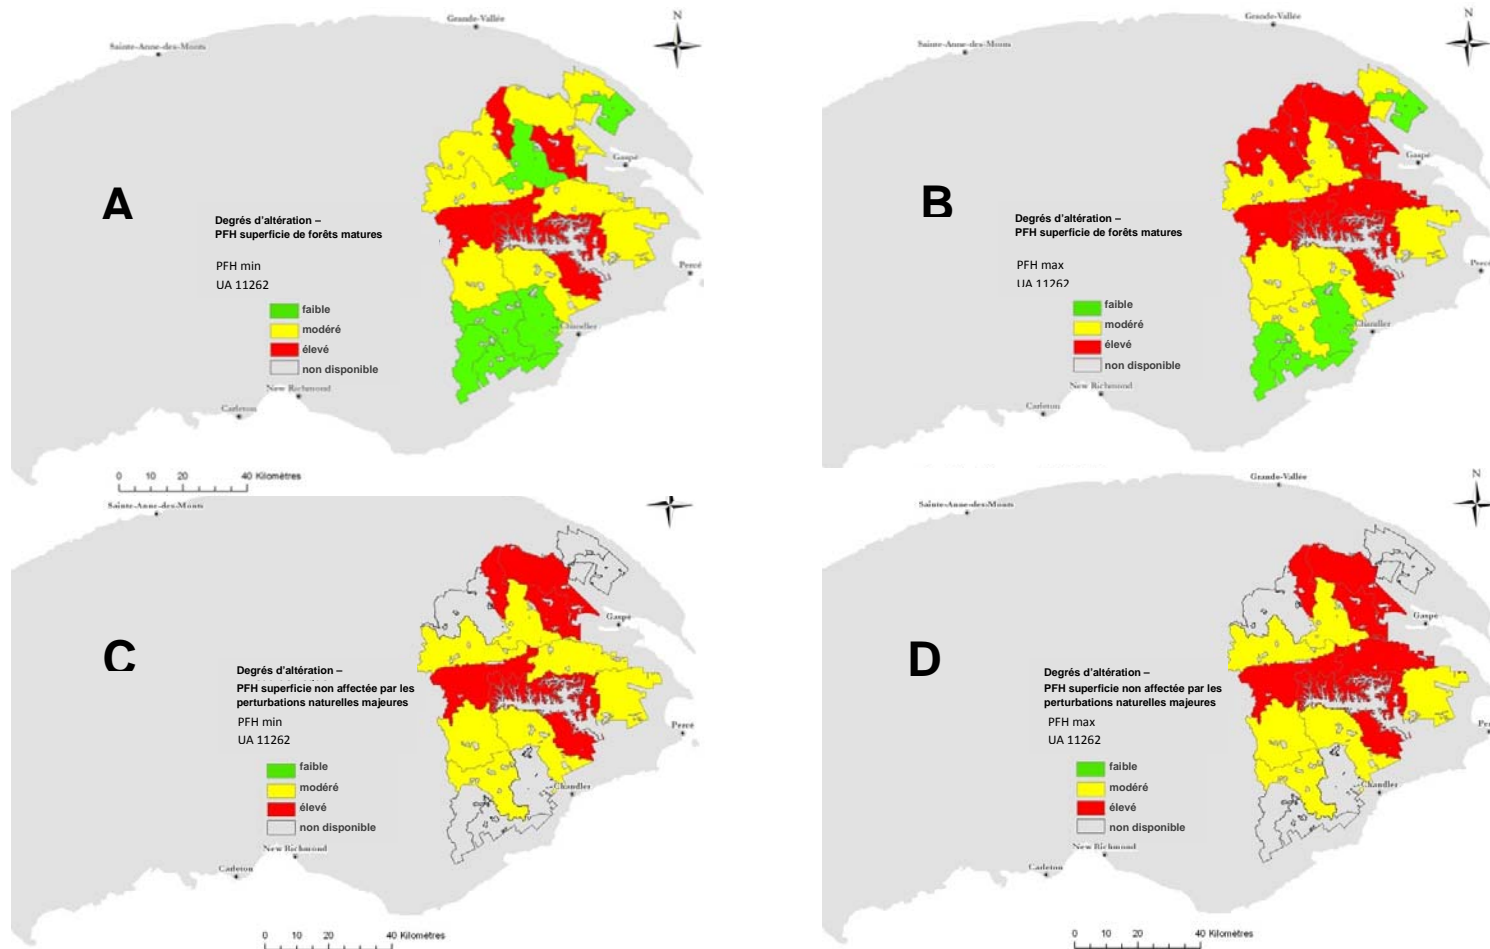 Grande-Vallée
N
Sainte-Anne-des-Monts
Gaspé
A
Degrés d'altération –
PFH superficie de forêts matures
PFH min
UA 11262
Percé
faible
modéré
élevé
non disponible
Chandler
New Richmond
Carleton
0 10 20 40 Kilomètres
Grande-Vallée
N
Sainte-Anne-des-Monts
Gaspé
B
Degrés d'altération –
PFH superficie de forêts matures
PFH max
UA 11262
Percé
faible
modéré
élevé
non disponible
Chandler
New Richmond
Carleton
Sainte-Anne-des-Monts
Gaspé
C
Degrés d'altération –
PFH superficie non affectée par les
perturbations naturelles majeures
PFH min
UA 11262
Percé
faible
modéré
élevé
non disponible
Chandler
New Richmond
Carleton
0 10 20 40 Kilomètres
Grande-Vallée
N
Sainte-Anne-des-Monts
Gaspé
D
Degrés d'altération –
PFH superficie non affectée par les
perturbations naturelles majeures
PFH max
UA 11262
faible
modéré
élevé
non disponible
Chandler
New Richmond
Carleton
0 10 20 40 Kilomètres